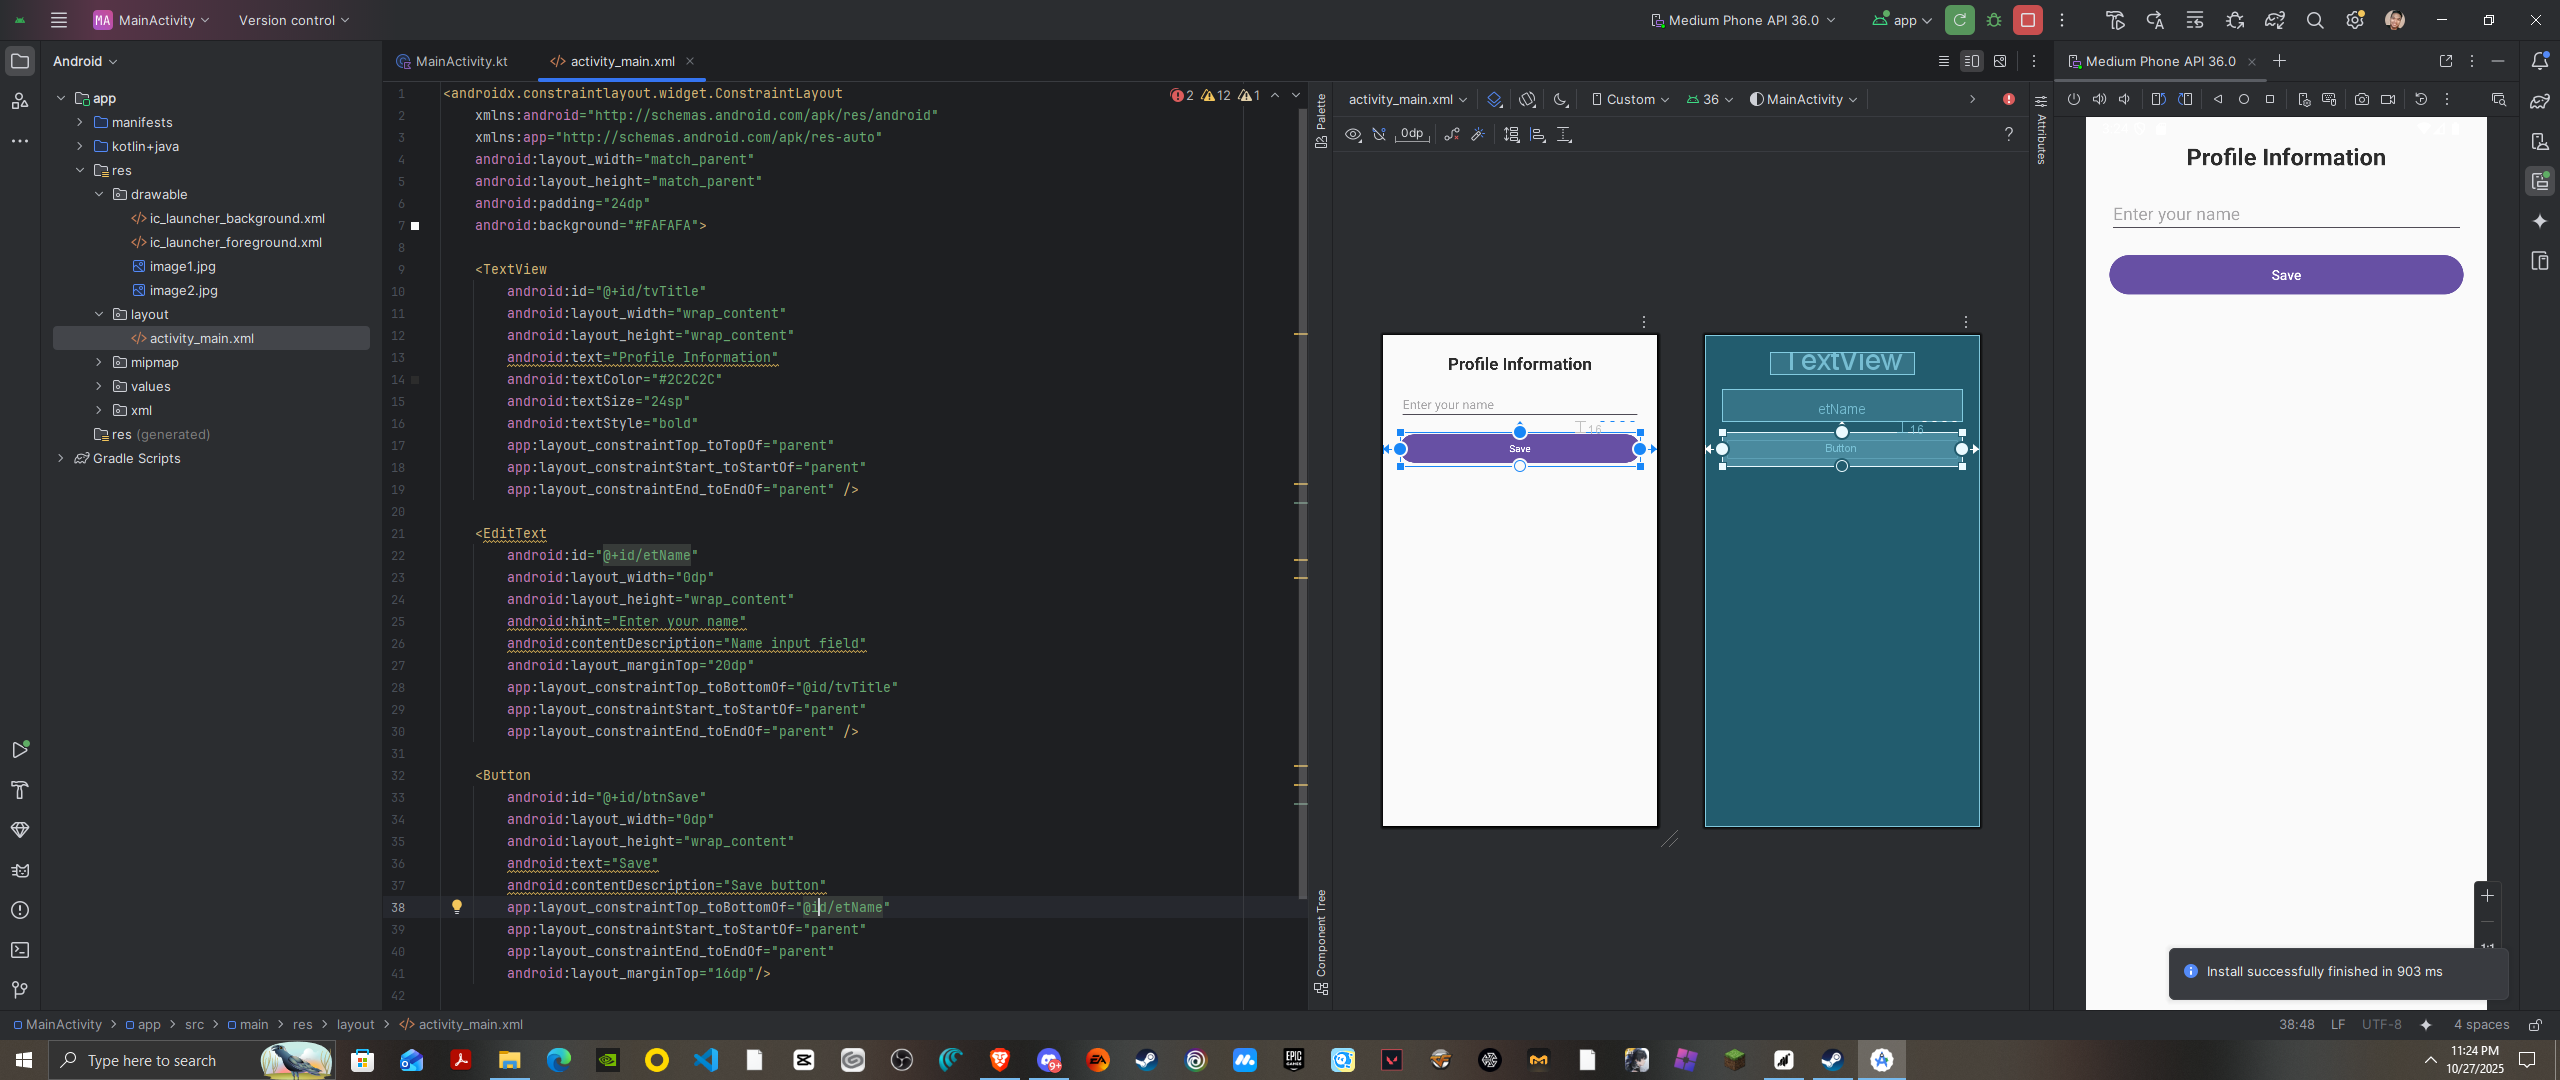 MA MainActivity Version control Medium Phone API 36.0 app
Android MainActivity.kt activity_main.xml Medium Phone API 36.0
app
manifests
kotlin+java
res
drawable
ic_launcher_background.xml
ic_launcher_foreground.xml
image1.jpg
image2.jpg
layout
activity_main.xml
mipmap
values
xml
res (generated)
Gradle Scripts
2 12 1
1 <androidx.constraintlayout.widget.ConstraintLayout
2 xmlns:android="http://schemas.android.com/apk/res/android"
3 xmlns:app="http://schemas.android.com/apk/res-auto"
4 android:layout_width="match_parent"
5 android:layout_height="match_parent"
6 android:padding="24dp"
7 android:background="#FAFAFA">
8
9 <TextView
10 android:id="@+id/tvTitle"
11 android:layout_width="wrap_content"
12 android:layout_height="wrap_content"
13 android:text="Profile Information"
14 android:textColor="#2C2C2C"
15 android:textSize="24sp"
16 android:textStyle="bold"
17 app:layout_constraintTop_toTopOf="parent"
18 app:layout_constraintStart_toStartOf="parent"
19 app:layout_constraintEnd_toEndOf="parent" />
20
21 <EditText
22 android:id="@+id/etName"
23 android:layout_width="0dp"
24 android:layout_height="wrap_content"
25 android:hint="Enter your name"
26 android:contentDescription="Name input field"
27 android:layout_marginTop="20dp"
28 app:layout_constraintTop_toBottomOf="@id/tvTitle"
29 app:layout_constraintStart_toStartOf="parent"
30 app:layout_constraintEnd_toEndOf="parent" />
31
32 <Button
33 android:id="@+id/btnSave"
34 android:layout_width="0dp"
35 android:layout_height="wrap_content"
36 android:text="Save"
37 android:contentDescription="Save button"
38 app:layout_constraintTop_toBottomOf="@id/etName"
39 app:layout_constraintStart_toStartOf="parent"
40 app:layout_constraintEnd_toEndOf="parent"
41 android:layout_marginTop="16dp"/>
42
Palette
Component Tree
activity_main.xml Custom 36 MainActivity
0dp
Attributes
Profile Information
Enter your name
16
Save
TextView
etName
16
Button
Profile Information
Enter your name
Save
1:1
Install successfully finished in 903 ms
MainActivity > app > src > main > res > layout > activity_main.xml
38:48 LF UTF-8 4 spaces
Type here to search
9+
EPIC GAMES
11:24 PM
10/27/2025